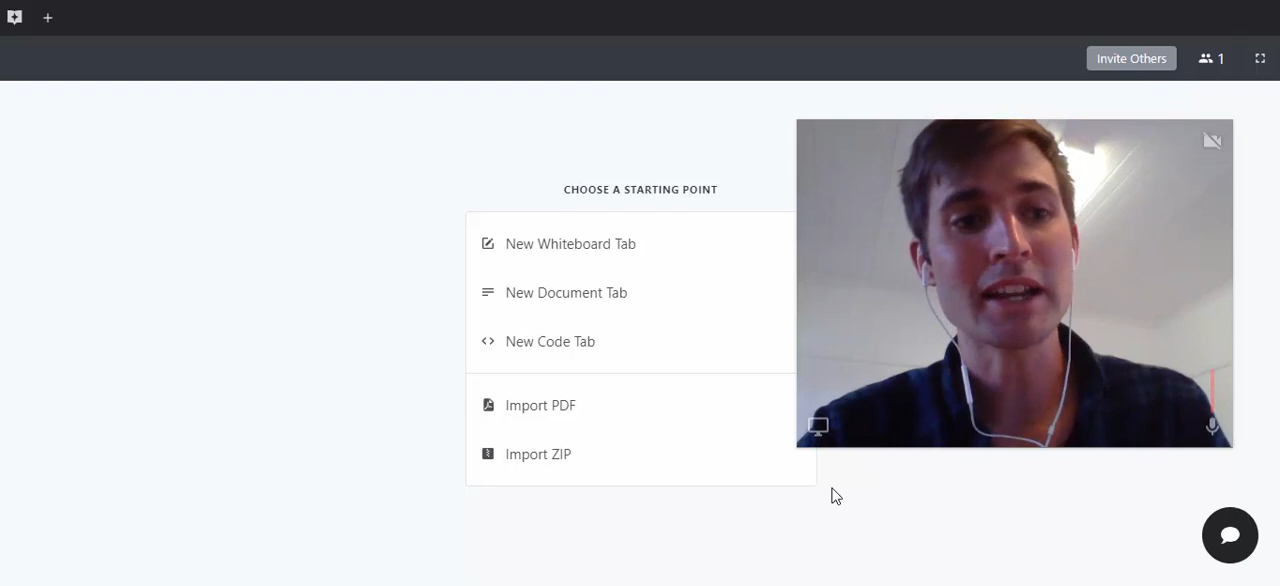 Invite Others
1
CHOOSE A STARTING POINT
New Whiteboard Tab
New Document Tab
New Code Tab
Import PDF
Import ZIP